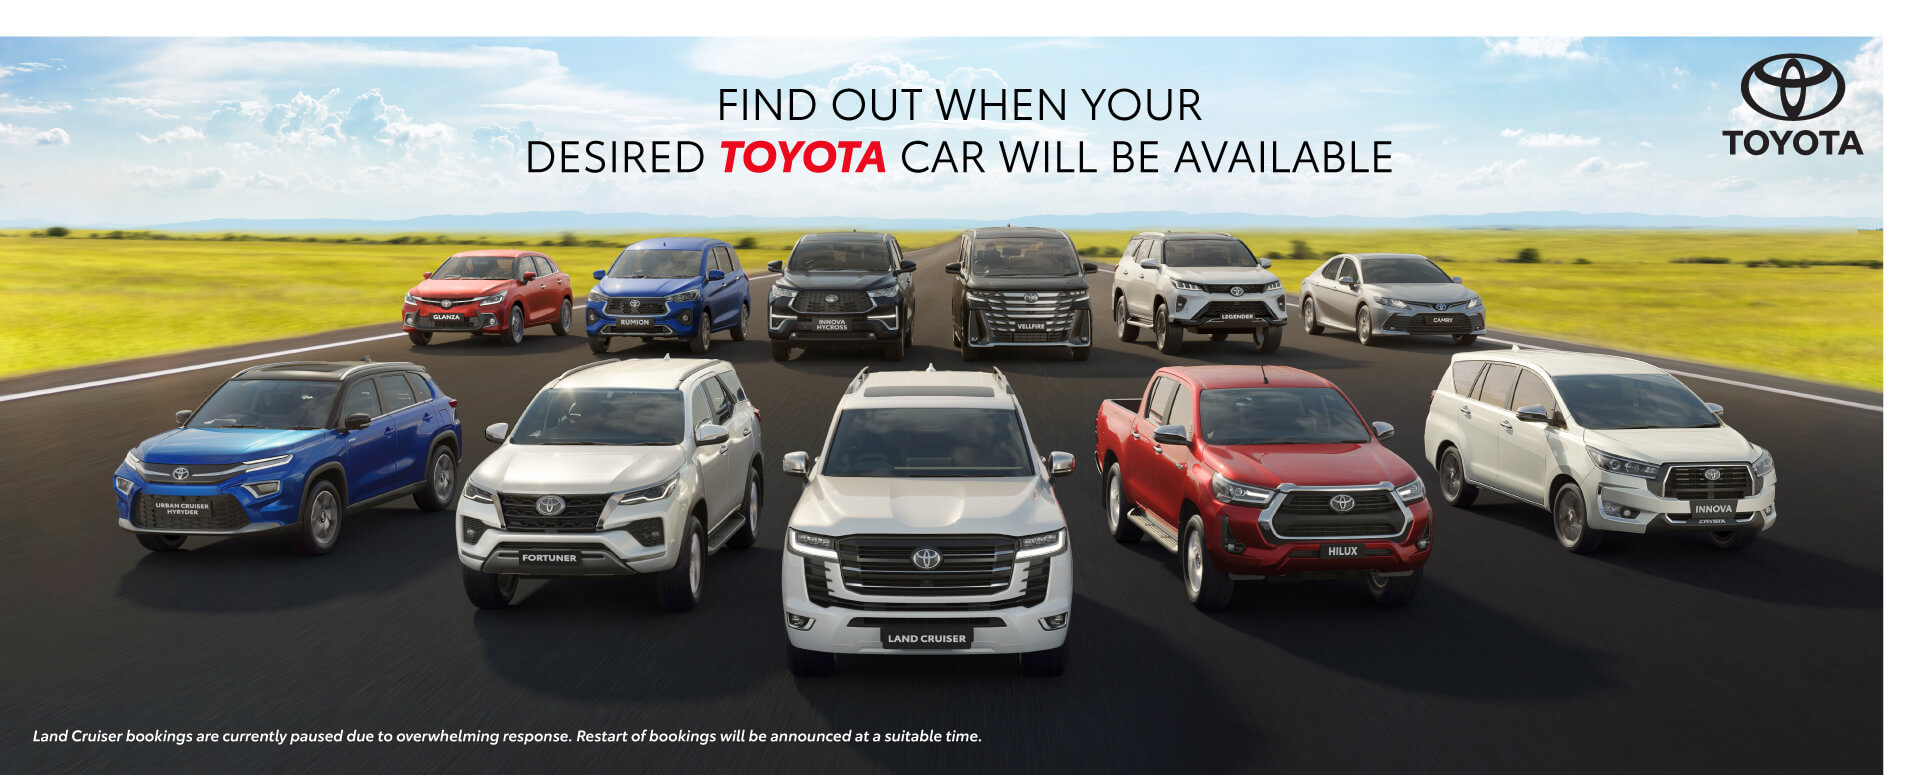 FIND OUT WHEN YOUR
DESIRED TOYOTA CAR WILL BE AVAILABLE
TOYOTA
GLANZA
RUMION
INNOVA
HYCROSS
VELLFIRE
LEGENDER
CAMRY
URBAN CRUISER
HYRYDER
FORTUNER
LAND CRUISER
HILUX
INNOVA
CRYSTA
Land Cruiser bookings are currently paused due to overwhelming response. Restart of bookings will be announced at a suitable time.